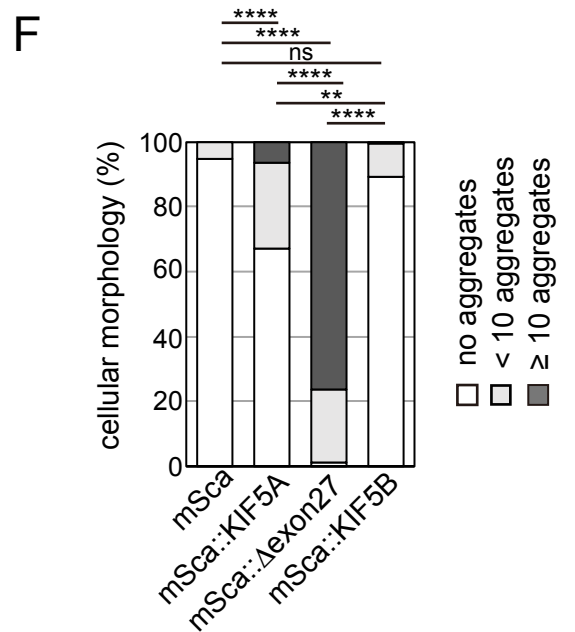 F
****
****
ns
****
**
****
cellular morphology (%)
100
80
60
40
20
0
mSca
mSca::KIF5A
mSca::Δexon27
mSca::KIF5B
no aggregates
< 10 aggregates
≥ 10 aggregates